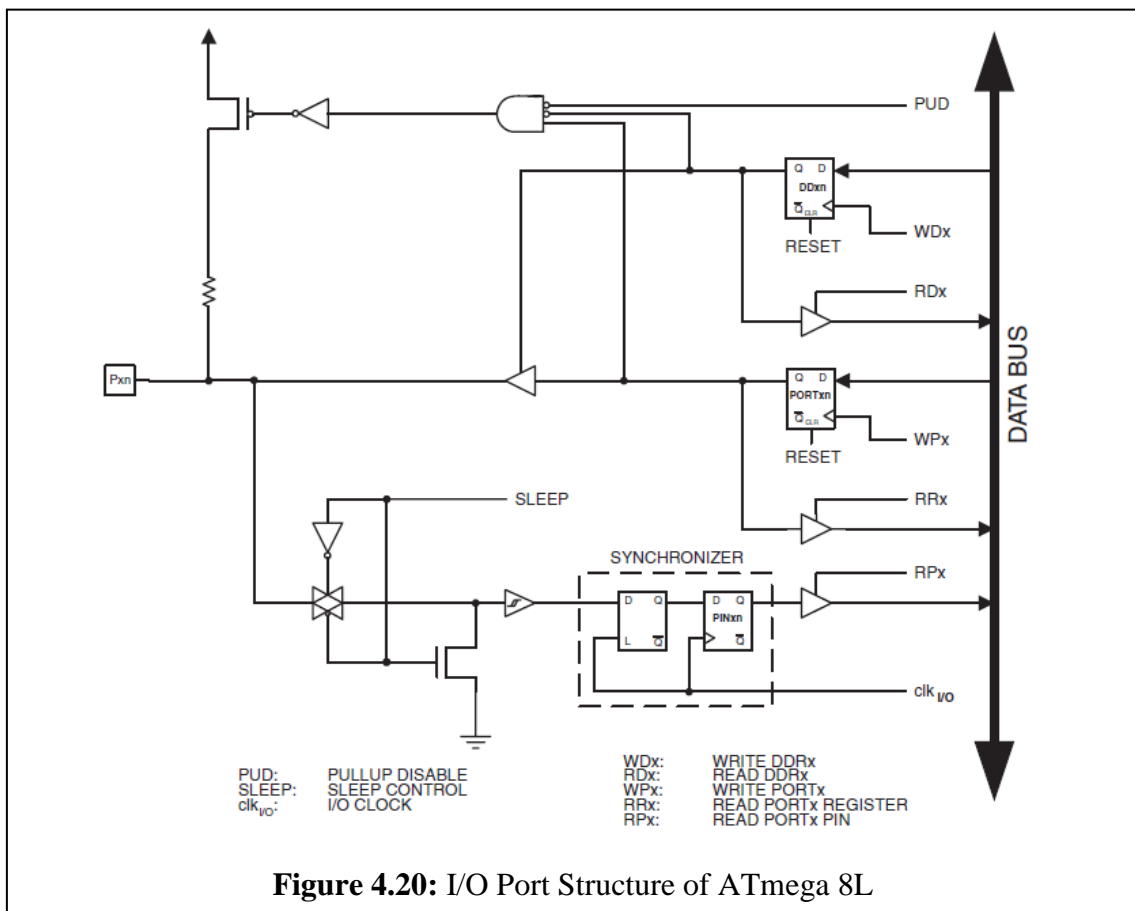 PUD
Q D
DDxn
Q CLR
WDx
RESET
RDx
Pxn
Q D
PORTxn
Q CLR
WPx
RESET
DATA BUS
SLEEP
RRx
SYNCHRONIZER
RPx
D Q
L Q
D Q
PINxn
Q
clk I/O
PUD: PULLUP DISABLE
SLEEP: SLEEP CONTROL
clkI/O: I/O CLOCK
WDx: WRITE DDRx
RDx: READ DDRx
WPx: WRITE PORTx
RRx: READ PORTx REGISTER
RPx: READ PORTx PIN
Figure 4.20: I/O Port Structure of ATmega 8L